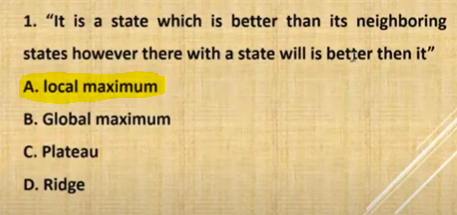 1. “It is a state which is better than its neighboring
states however there with a state will is better then it”
A. local maximum
B. Global maximum
C. Plateau
D. Ridge